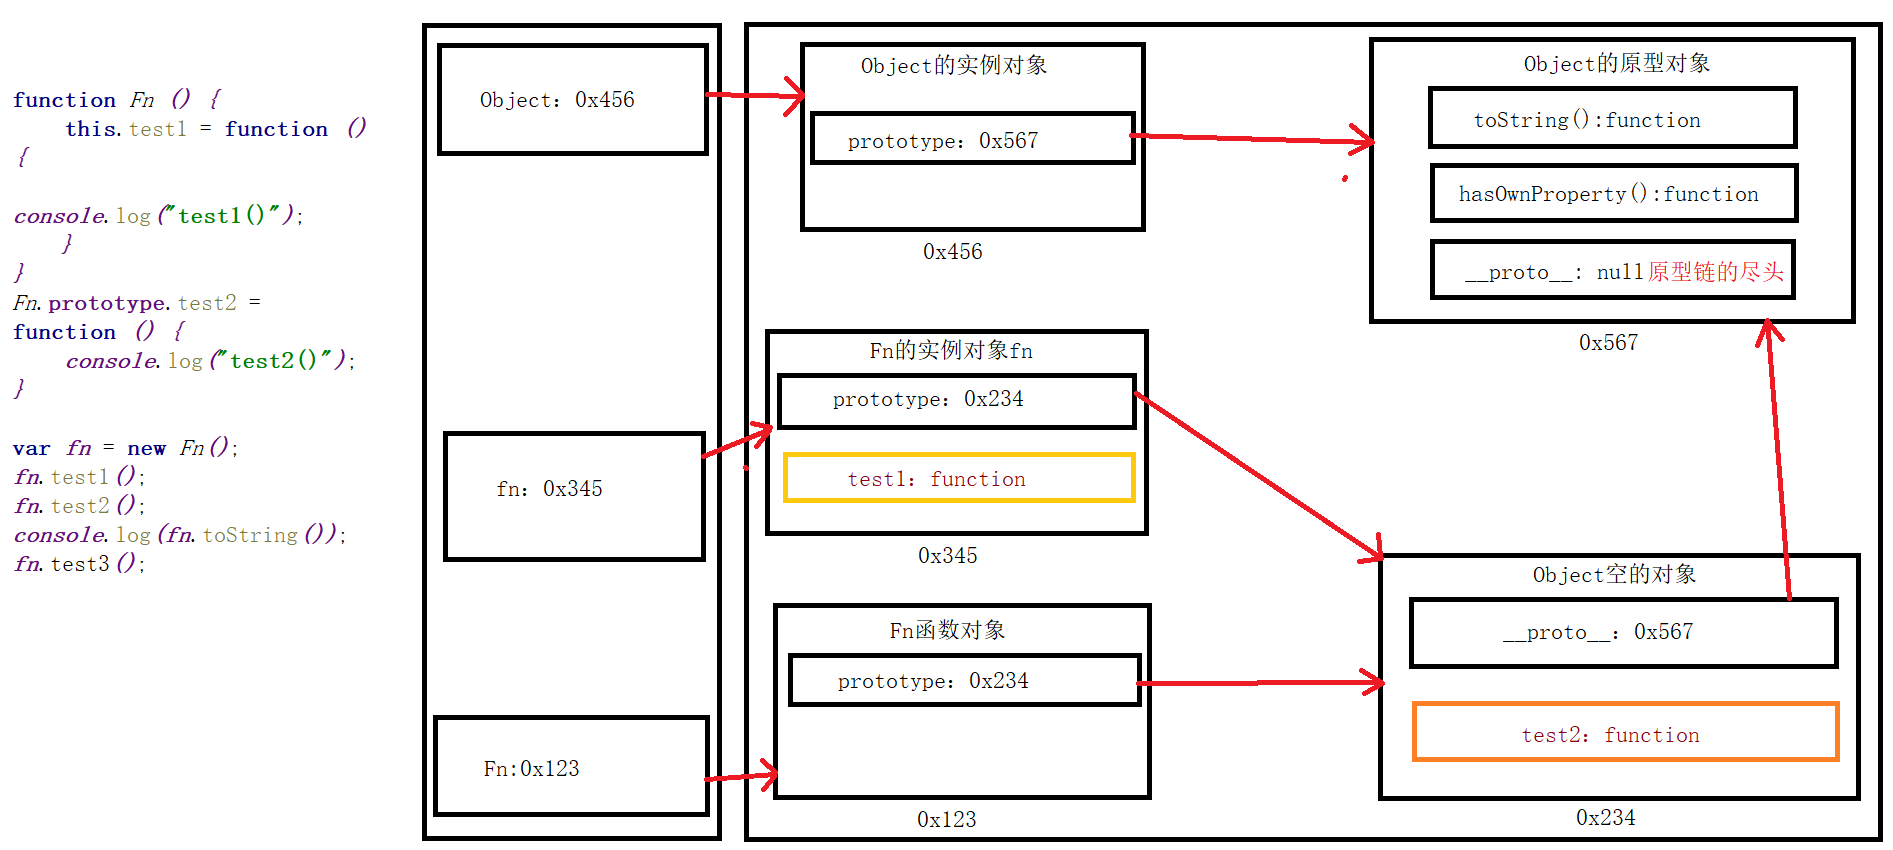 function Fn () {
this.test1 = function ()
{
console.log("test1()");
}
}
Fn.prototype.test2 =
function () {
console.log("test2()");
}
var fn = new Fn();
fn.test1();
fn.test2();
console.log(fn.toString());
fn.test3();
Object：0x456
fn：0x345
Fn:0x123
Object的实例对象
prototype：0x567
0x456
Fn的实例对象fn
prototype：0x234
test1：function
0x345
Fn函数对象
prototype：0x234
0x123
Object的原型对象
toString():function
hasOwnProperty():function
__proto__：null原型链的尽头
0x567
Object空的对象
__proto__：0x567
test2：function
0x234